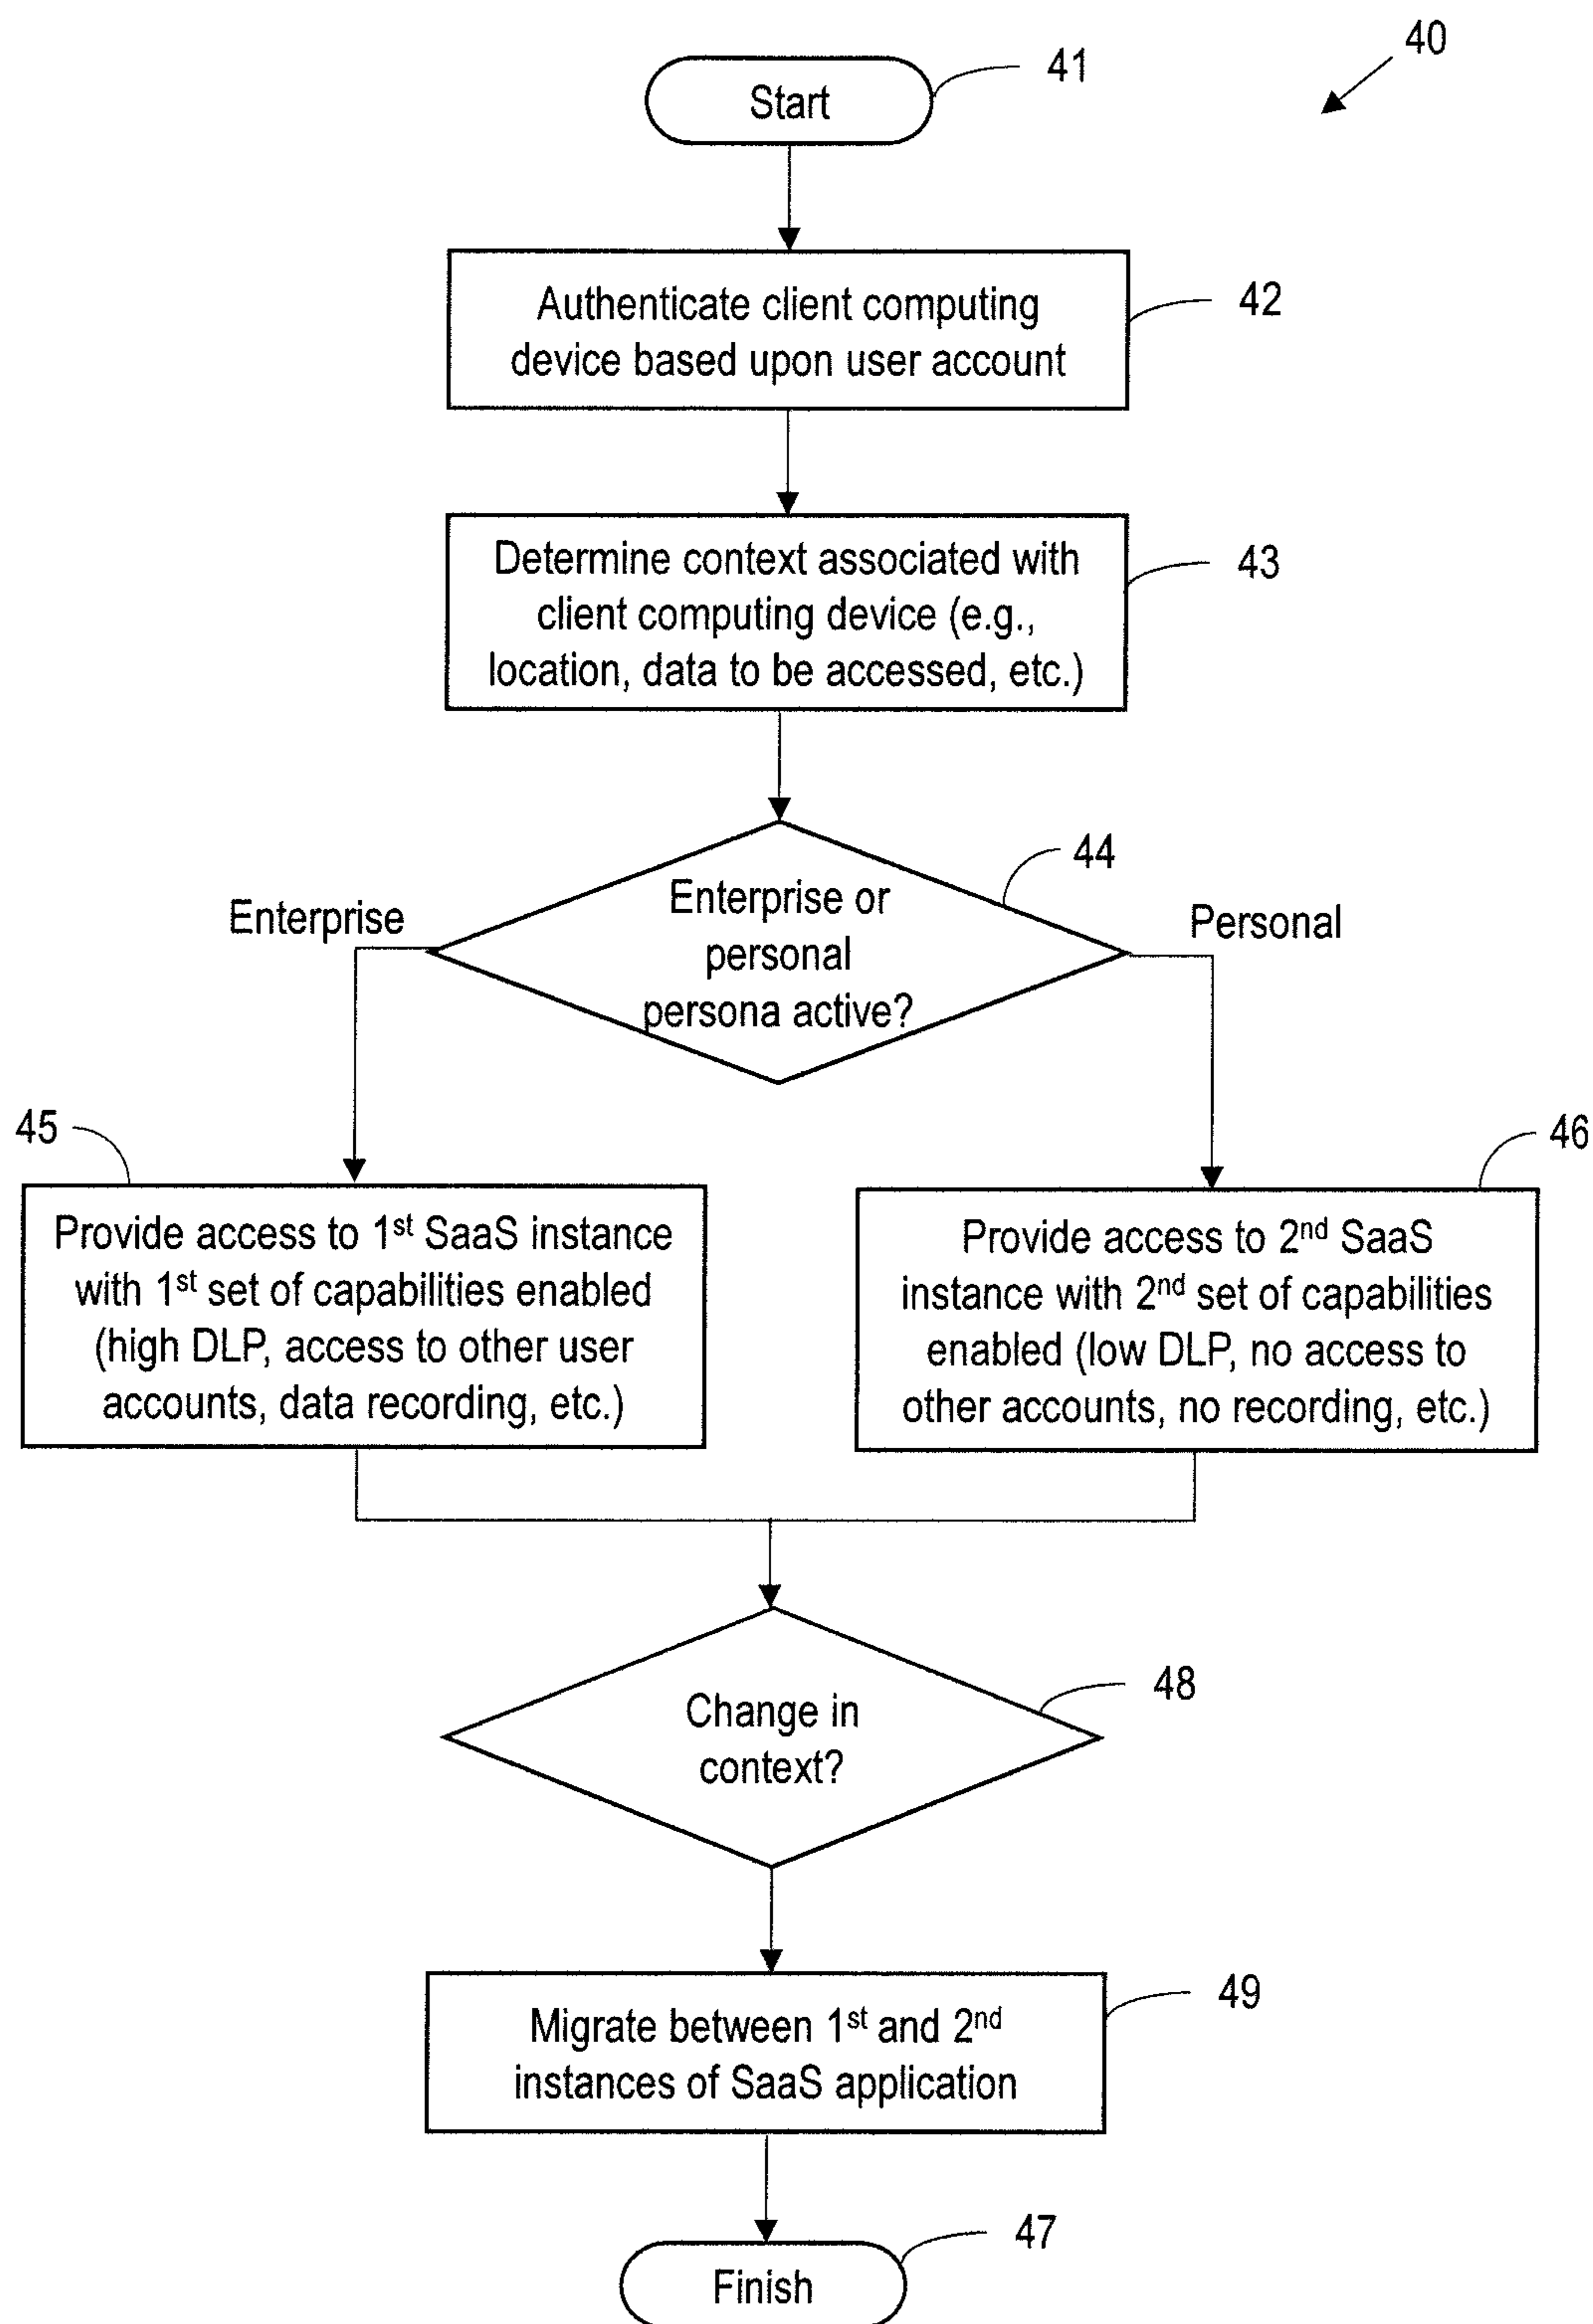 40
Start
41
Authenticate client computing
device based upon user account
42
Determine context associated with
client computing device (e.g.,
location, data to be accessed, etc.)
43
Enterprise or
personal
persona active?
44
Enterprise
Personal
45
Provide access to 1st SaaS instance
with 1st set of capabilities enabled
(high DLP, access to other user
accounts, data recording, etc.)
46
Provide access to 2nd SaaS
instance with 2nd set of capabilities
enabled (low DLP, no access to
other accounts, no recording, etc.)
Change in
context?
48
Migrate between 1st and 2nd
instances of SaaS application
49
Finish
47